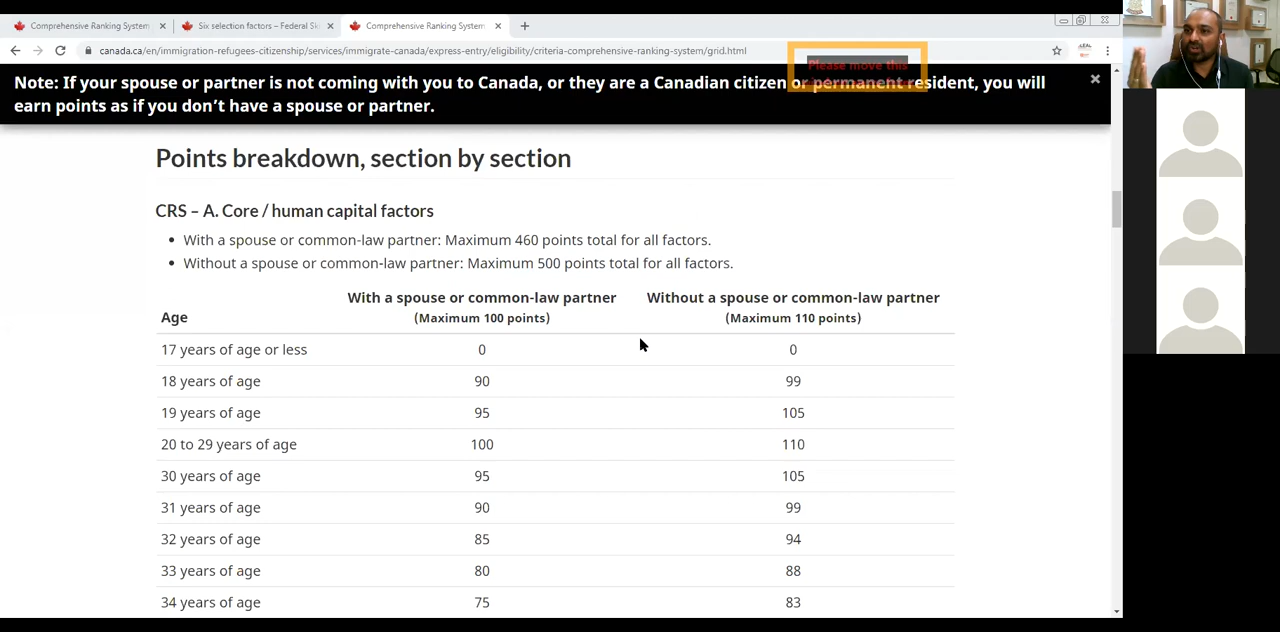 Comprehensive Ranking System
Six selection factors – Federal Ski
Comprehensive Ranking System
canada.ca/en/immigration-refugees-citizenship/services/immigrate-canada/express-entry/eligibility/criteria-comprehensive-ranking-system/grid.html
Please move this
Note: If your spouse or partner is not coming with you to Canada, or they are a Canadian citizen or permanent resident, you will
earn points as if you don’t have a spouse or partner.
Points breakdown, section by section
CRS – A. Core / human capital factors
• With a spouse or common-law partner: Maximum 460 points total for all factors.
• Without a spouse or common-law partner: Maximum 500 points total for all factors.
Age With a spouse or common-law partner (Maximum 100 points) Without a spouse or common-law partner (Maximum 110 points)
17 years of age or less 0 0
18 years of age 90 99
19 years of age 95 105
20 to 29 years of age 100 110
30 years of age 95 105
31 years of age 90 99
32 years of age 85 94
33 years of age 80 88
34 years of age 75 83